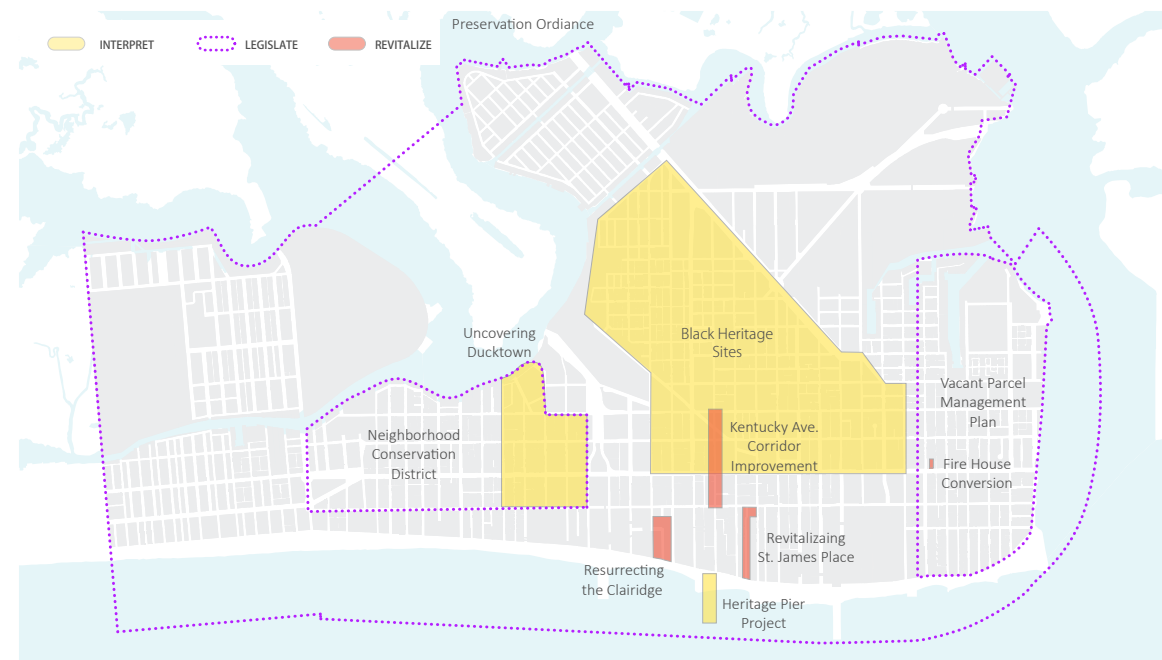 Preservation Ordiance
INTERPRET
LEGISLATE
REVITALIZE
Uncovering
Ducktown
Black Heritage
Sites
Vacant Parcel
Management
Plan
Neighborhood
Conservation
District
Kentucky Ave.
Corridor
Improvement
Fire House
Conversion
Revitalizaing
St. James Place
Resurrecting
the Clairidge
Heritage Pier
Project